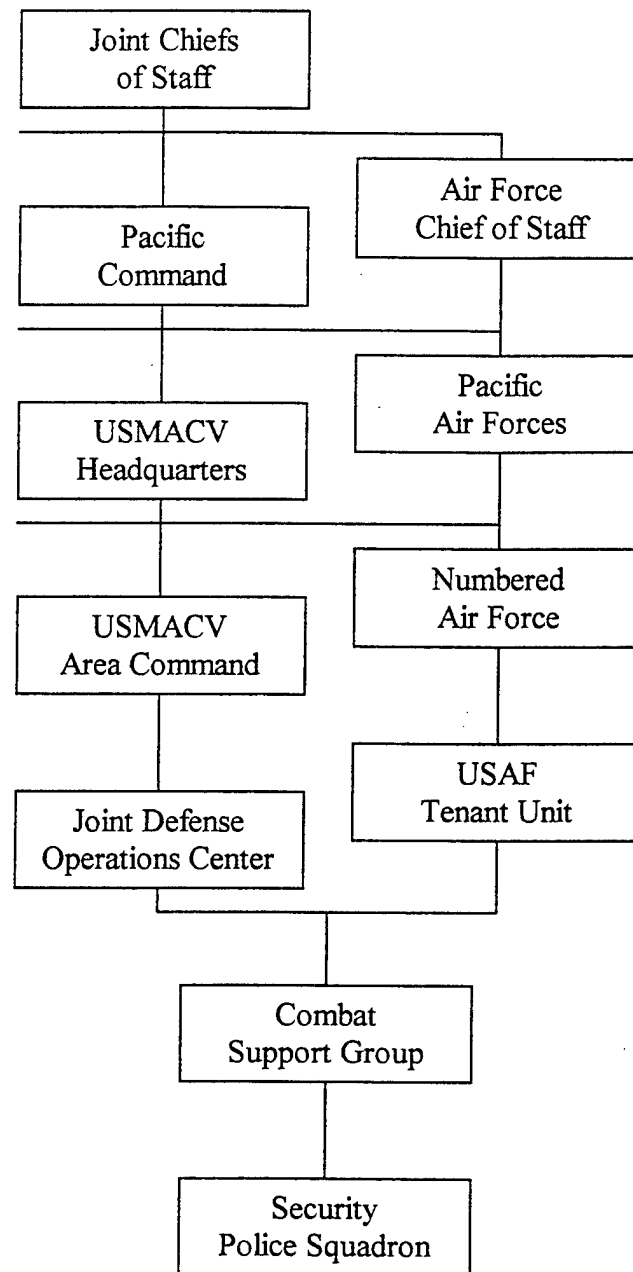 Joint Chiefs
of Staff
Air Force
Chief of Staff
Pacific
Command
Pacific
Air Forces
USMACV
Headquarters
Numbered
Air Force
USMACV
Area Command
USAF
Tenant Unit
Joint Defense
Operations Center
Combat
Support Group
Security
Police Squadron